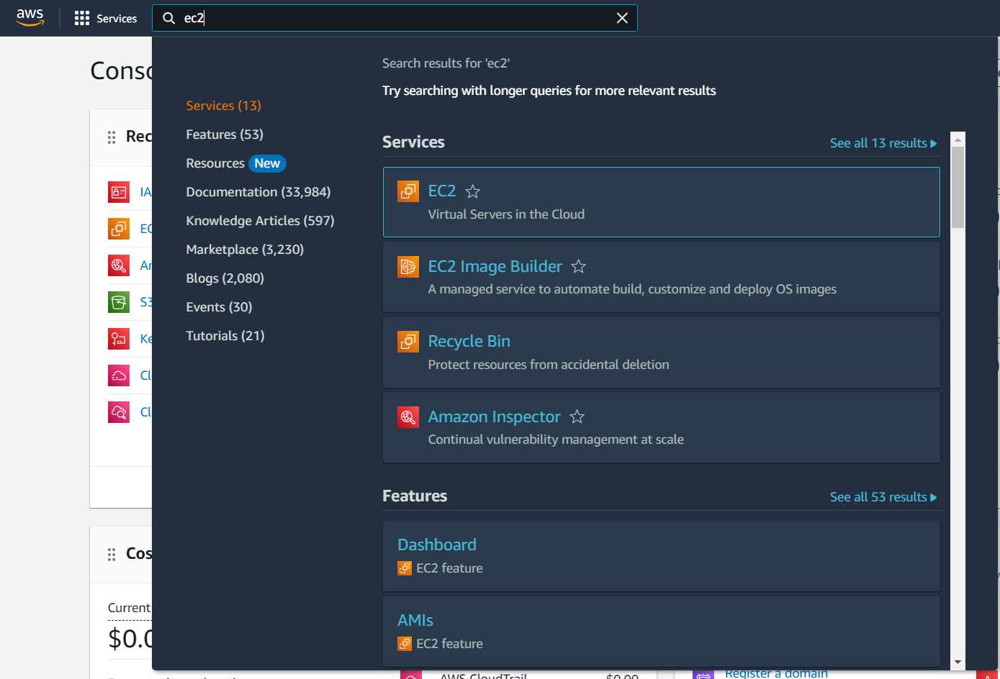 aws
Services
ec2
Search results for 'ec2'
Try searching with longer queries for more relevant results
Services (13)
Features (53)
Resources New
Documentation (33,984)
Knowledge Articles (597)
Marketplace (3,230)
Blogs (2,080)
Events (30)
Tutorials (21)
Services
See all 13 results
EC2
Virtual Servers in the Cloud
EC2 Image Builder
A managed service to automate build, customize and deploy OS images
Recycle Bin
Protect resources from accidental deletion
Amazon Inspector
Continual vulnerability management at scale
Features
See all 53 results
Dashboard
EC2 feature
AMIs
EC2 feature
Conso
Rec
IA
EC
Am
S3
Ke
Cl
Cl
Cos
Current
$0.0
AWS CloudTrail
$0.00
Register a domain